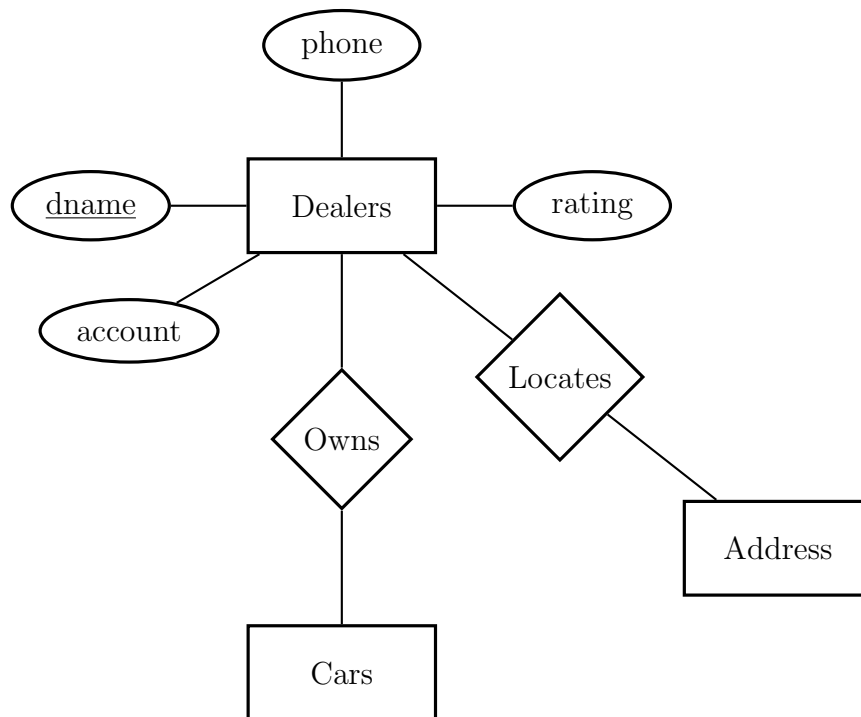 phone
dname
Dealers
rating
account
Locates
Owns
Address
Cars